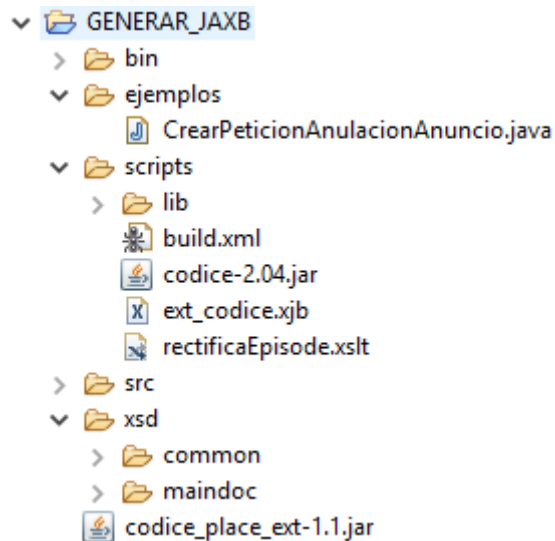 GENERAR_JAXB
bin
ejemplos
CrearPeticionAnulacionAnuncio.java
scripts
lib
build.xml
codice-2.04.jar
ext_codice.xjb
rectificaEpisode.xslt
src
xsd
common
maindoc
codice_place_ext-1.1.jar